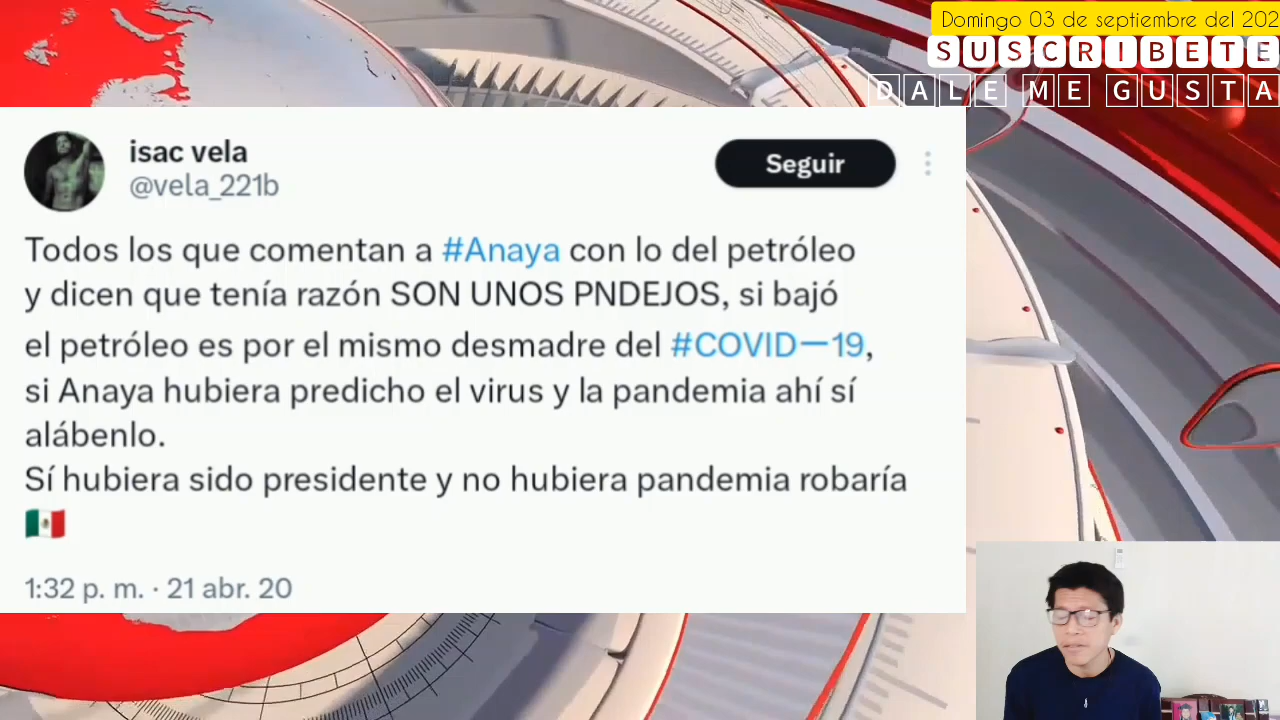 Domingo 03 de septiembre del 202
SUSCRIBETE
DALE ME GUSTA
isac vela
@vela_221b
Seguir
Todos los que comentan a #Anaya con lo del petróleo
y dicen que tenía razón SON UNOS PNDEJOS, si bajó
el petróleo es por el mismo desmadre del #COVID—19,
si Anaya hubiera predicho el virus y la pandemia ahí sí
alábenlo.
Sí hubiera sido presidente y no hubiera pandemia robaría
🇲🇽
1:32 p. m. · 21 abr. 20